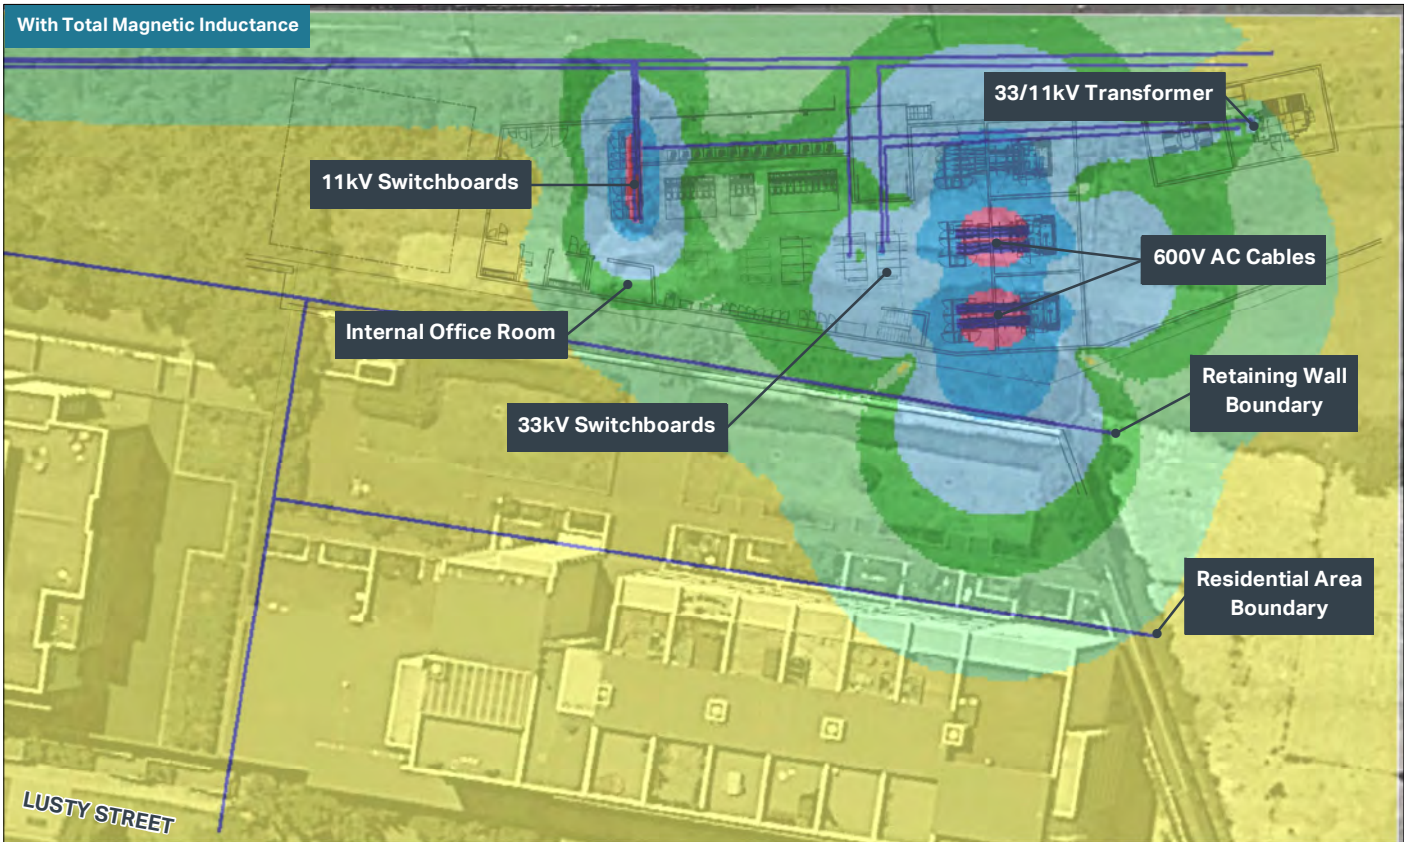 With Total Magnetic Inductance
33/11kV Transformer
11kV Switchboards
600V AC Cables
Internal Office Room
Retaining Wall
Boundary
33kV Switchboards
Residential Area
Boundary
LUSTY STREET